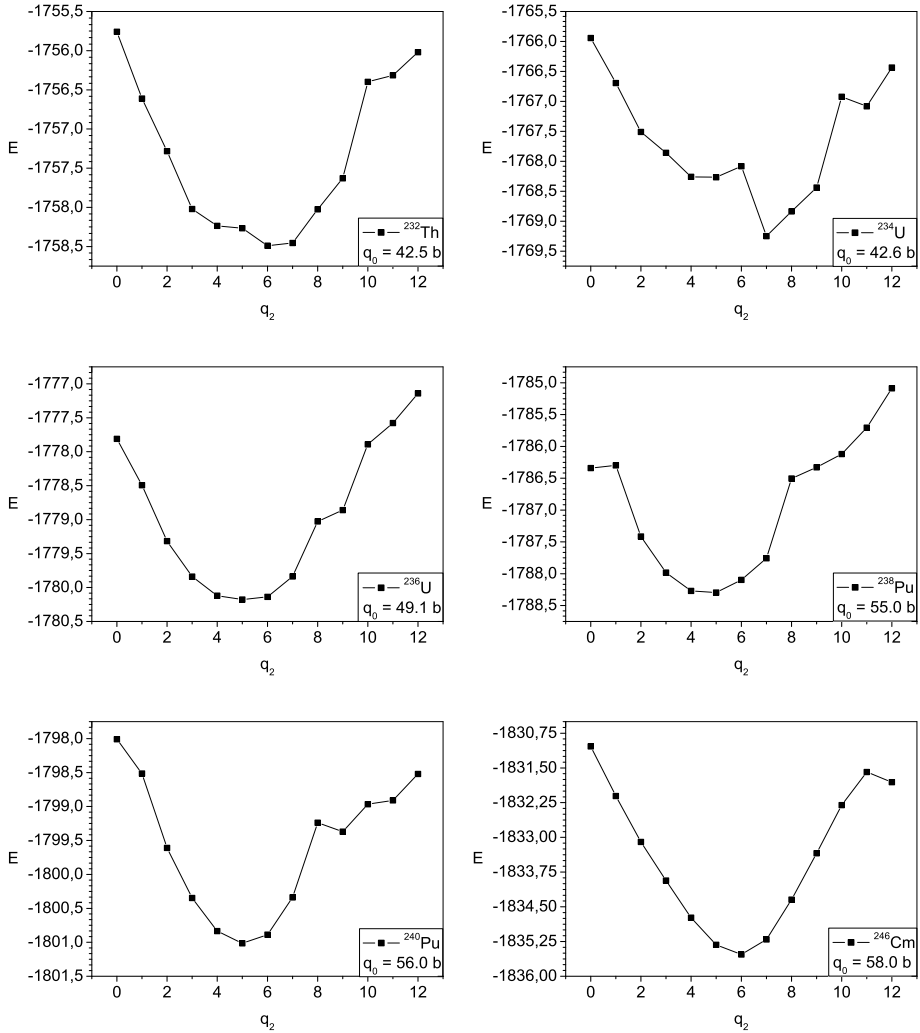 -1755,5
-1756,0
-1756,5
-1757,0
-1757,5
-1758,0
-1758,5
E
0 2 4 6 8 10 12
q₂
²³²Th
q₀ = 42.5 b
-1765,5
-1766,0
-1766,5
-1767,0
-1767,5
-1768,0
-1768,5
-1769,0
-1769,5
E
0 2 4 6 8 10 12
q₂
²³⁴U
q₀ = 42.6 b
-1777,0
-1777,5
-1778,0
-1778,5
-1779,0
-1779,5
-1780,0
-1780,5
E
0 2 4 6 8 10 12
q₂
²³⁶U
q₀ = 49.1 b
-1785,0
-1785,5
-1786,0
-1786,5
-1787,0
-1787,5
-1788,0
-1788,5
E
0 2 4 6 8 10 12
q₂
²³⁸Pu
q₀ = 55.0 b
-1798,0
-1798,5
-1799,0
-1799,5
-1800,0
-1800,5
-1801,0
-1801,5
E
0 2 4 6 8 10 12
q₂
²⁴⁰Pu
q₀ = 56.0 b
-1830,75
-1831,50
-1832,25
-1833,00
-1833,75
-1834,50
-1835,25
-1836,00
E
0 2 4 6 8 10 12
q₂
²⁴⁶Cm
q₀ = 58.0 b